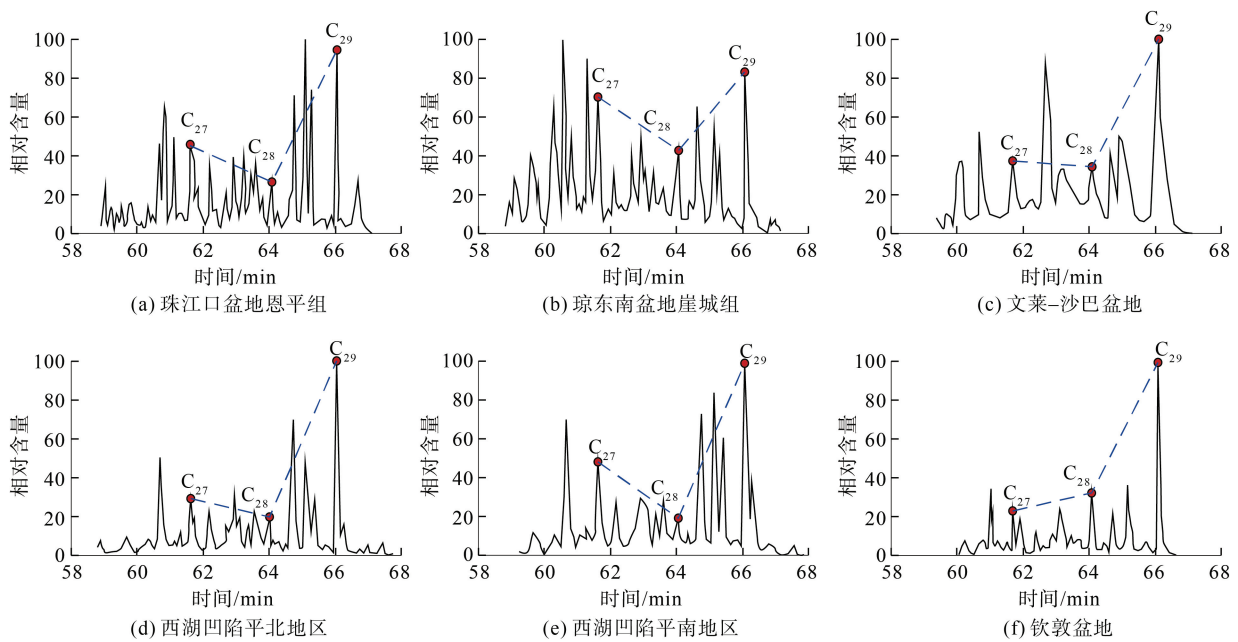 100
80
60
40
20
0
相对含量
C27
C28
C29
58 60 62 64 66 68
时间/min
(a) 珠江口盆地恩平组
100
80
60
40
20
0
相对含量
C27
C28
C29
58 60 62 64 66 68
时间/min
(b) 琼东南盆地崖城组
100
80
60
40
20
0
相对含量
C27
C28
C29
58 60 62 64 66 68
时间/min
(c) 文莱–沙巴盆地
100
80
60
40
20
0
相对含量
C27
C28
C29
58 60 62 64 66 68
时间/min
(d) 西湖凹陷平北地区
100
80
60
40
20
0
相对含量
C27
C28
C29
58 60 62 64 66 68
时间/min
(e) 西湖凹陷平南地区
100
80
60
40
20
0
相对含量
C27
C28
C29
58 60 62 64 66 68
时间/min
(f) 钦敦盆地